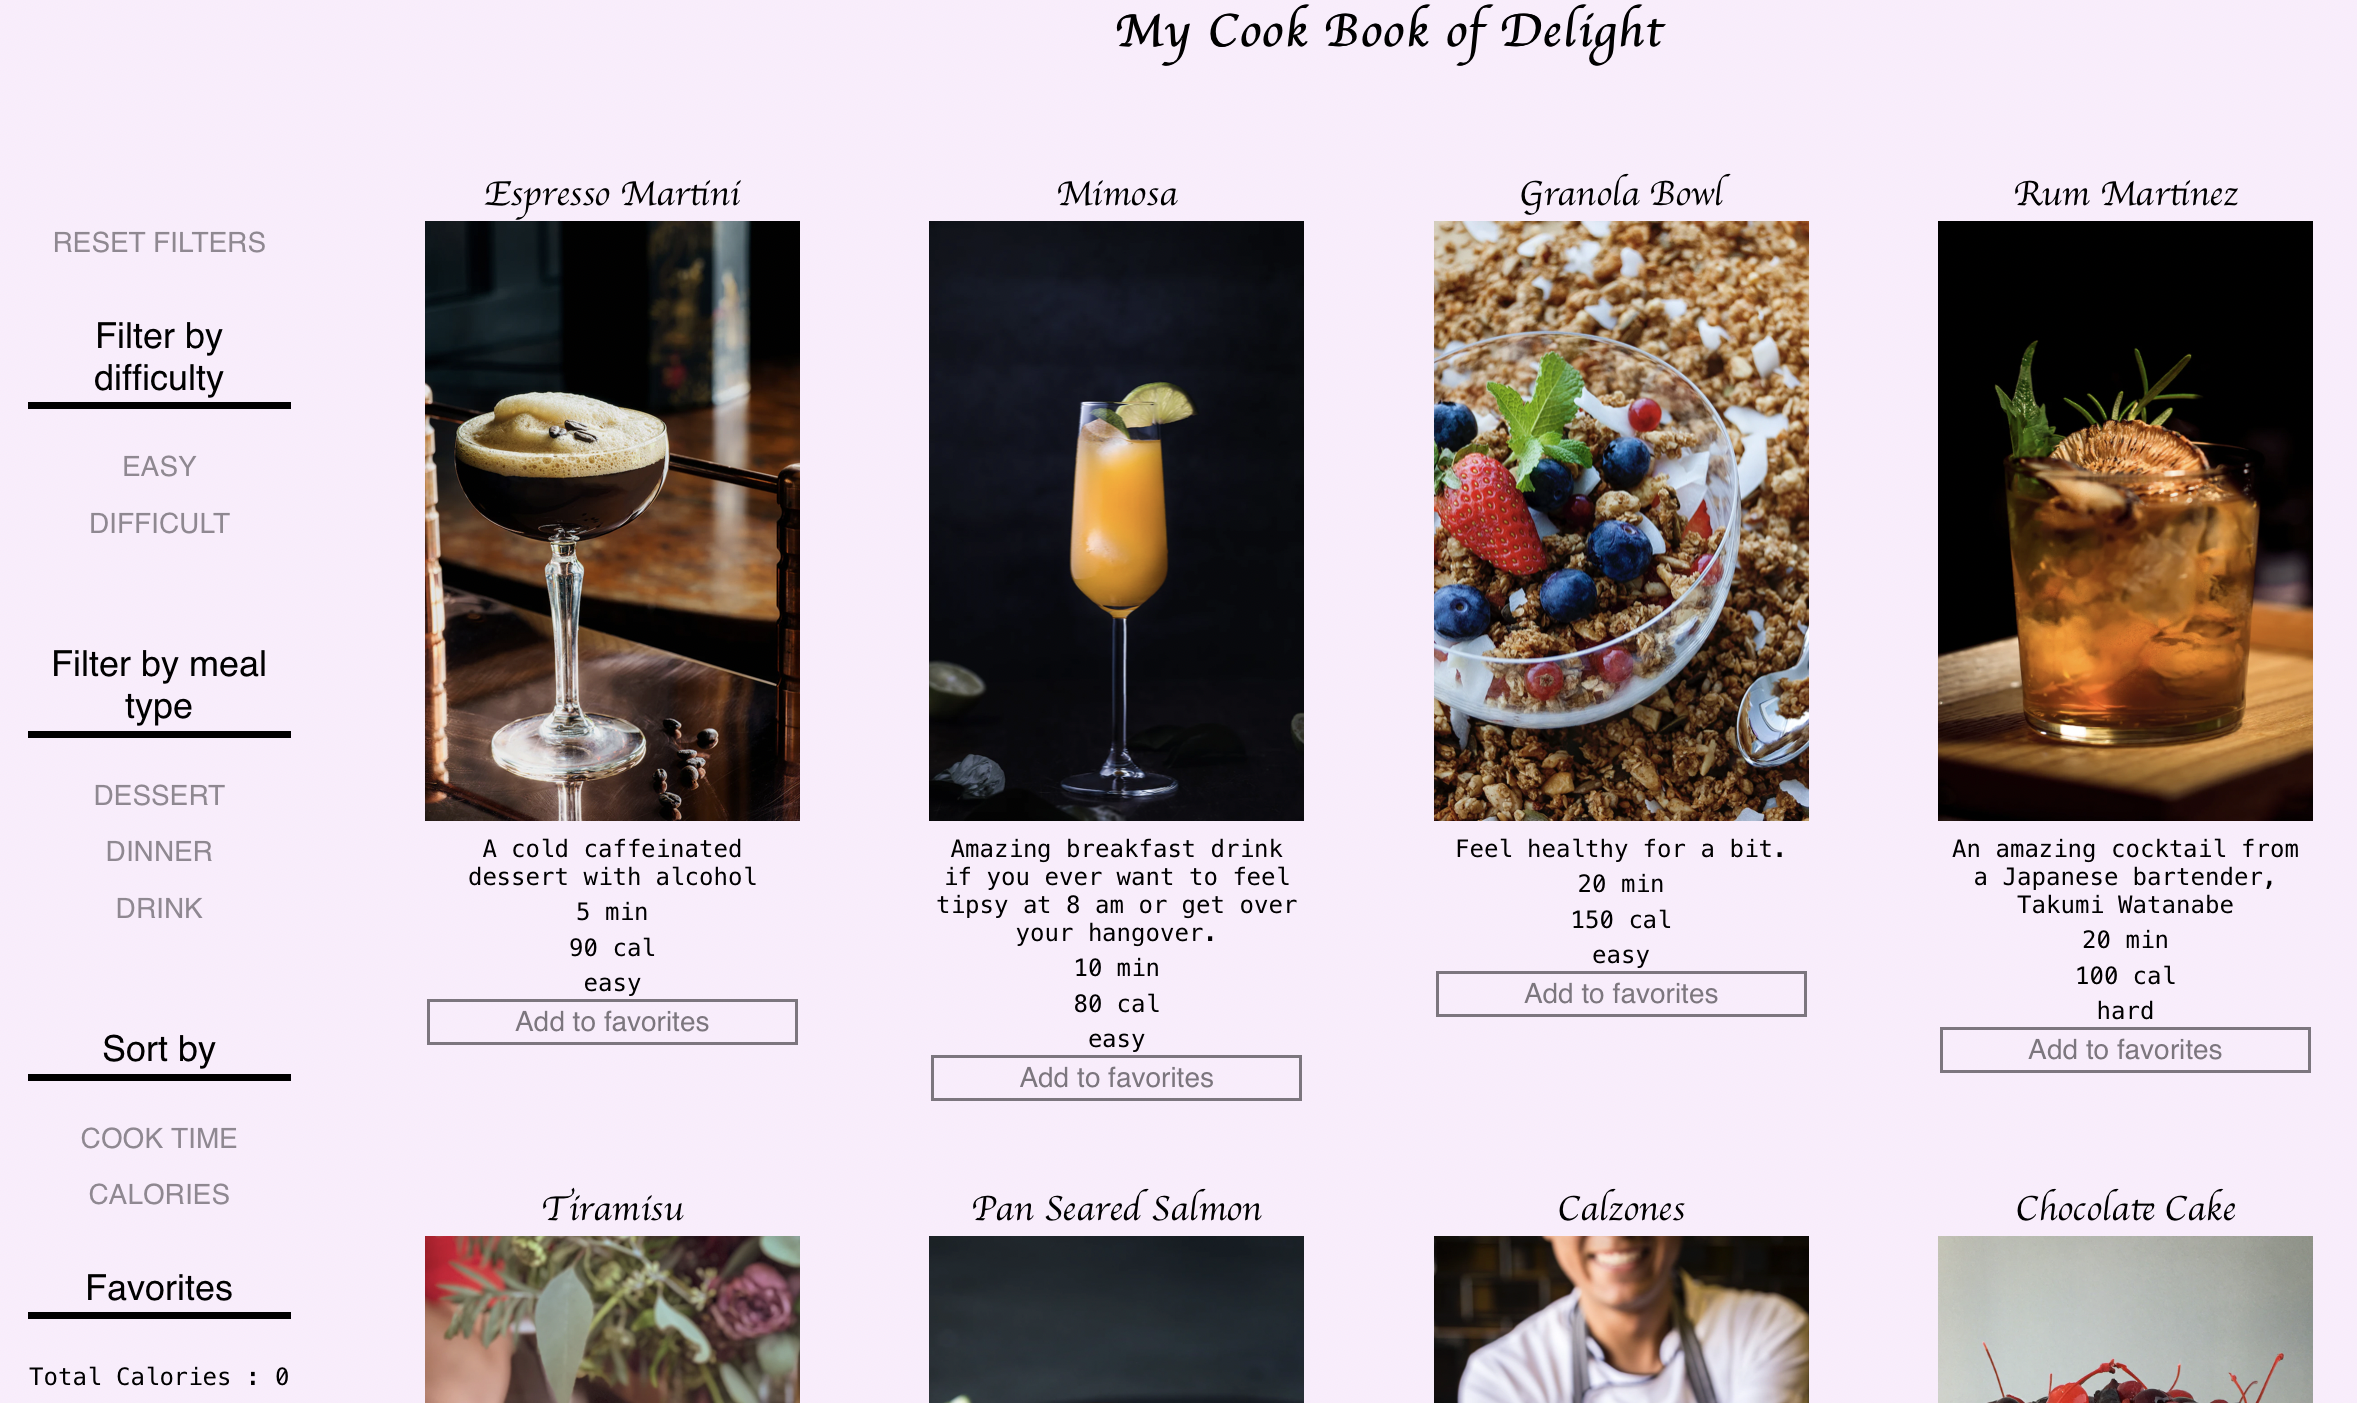 My Cook Book of Delight
RESET FILTERS
Filter by
difficulty
EASY
DIFFICULT
Filter by meal
type
DESSERT
DINNER
DRINK
Sort by
COOK TIME
CALORIES
Favorites
Total Calories : 0
Espresso Martini
A cold caffeinated
dessert with alcohol
5 min
90 cal
easy
Add to favorites
Mimosa
Amazing breakfast drink
if you ever want to feel
tipsy at 8 am or get over
your hangover.
10 min
80 cal
easy
Add to favorites
Granola Bowl
Feel healthy for a bit.
20 min
150 cal
easy
Add to favorites
Rum Martinez
An amazing cocktail from
a Japanese bartender,
Takumi Watanabe
20 min
100 cal
hard
Add to favorites
Tiramisu
Pan Seared Salmon
Calzones
Chocolate Cake